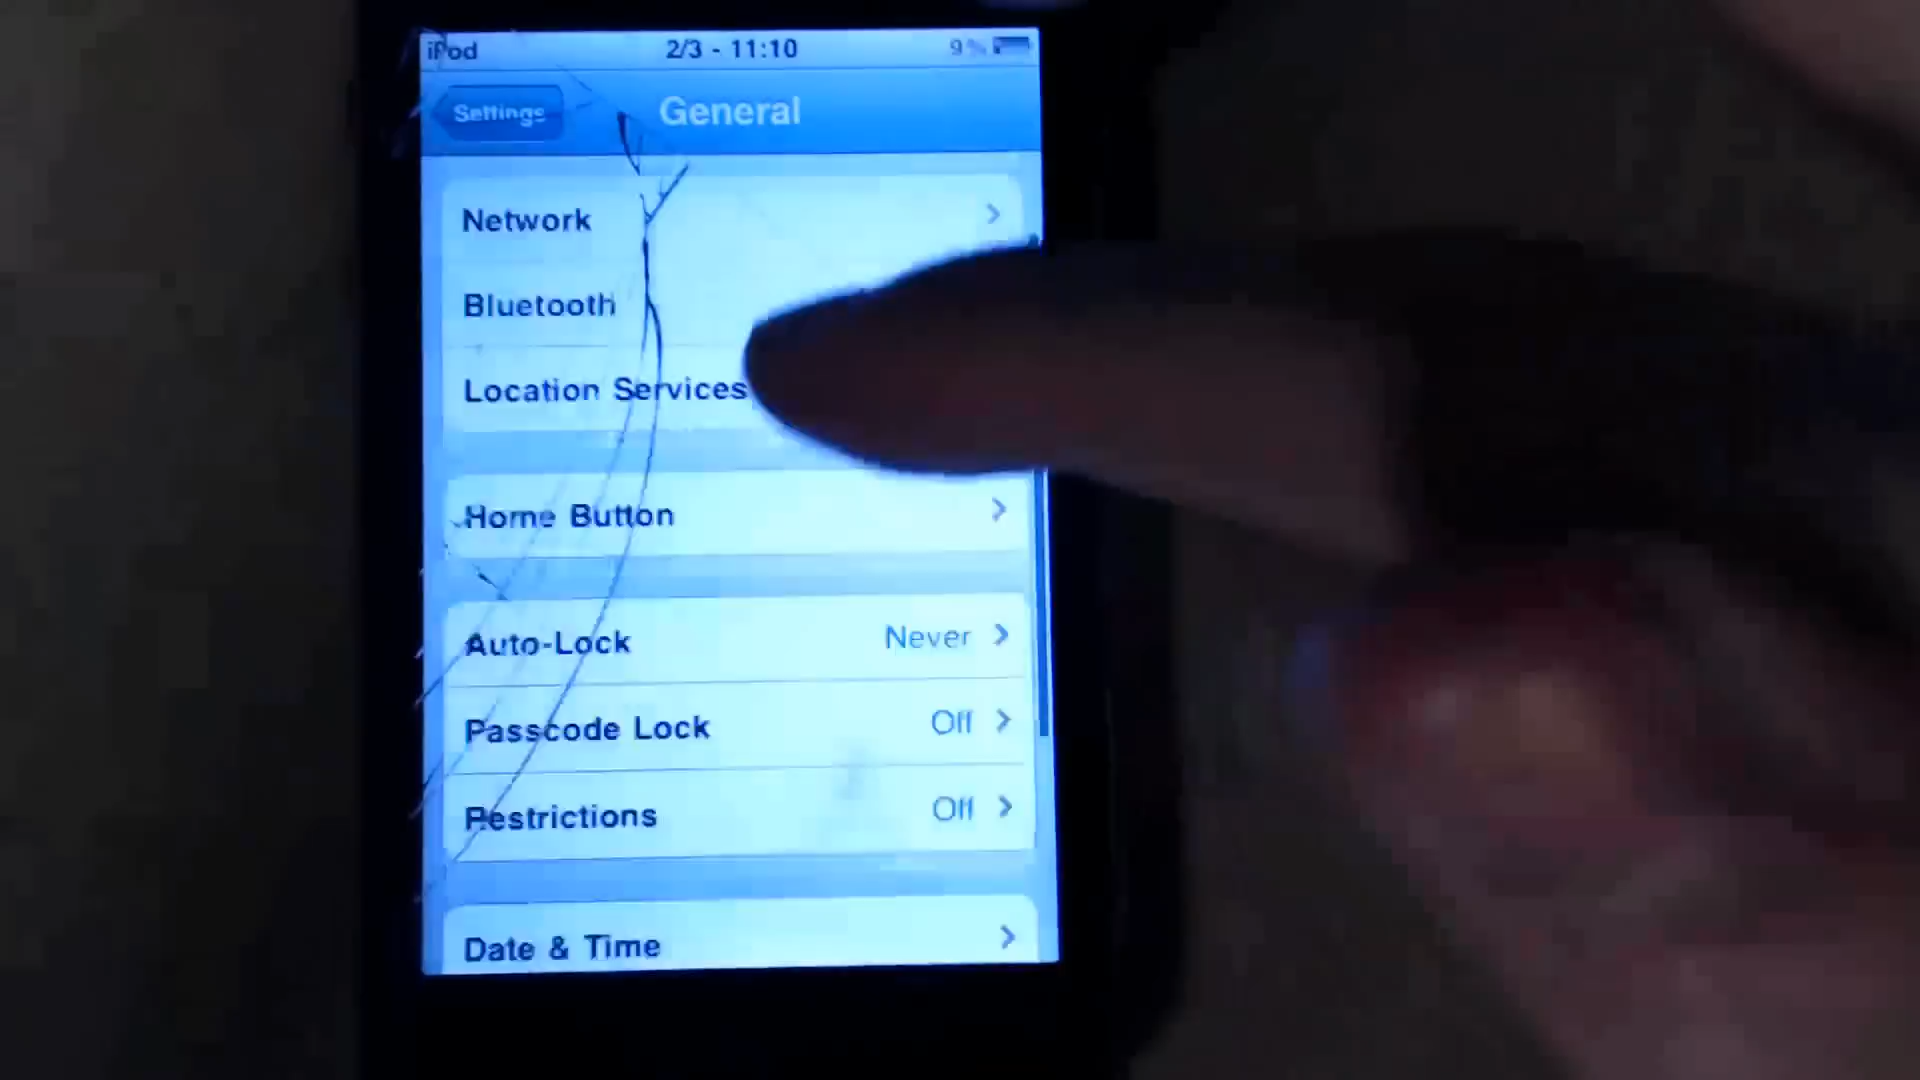 iPod 2/3 - 11:10 9%
Settings General
Network
Bluetooth
Location Services
Home Button
Auto-Lock Never
Passcode Lock Off
Restrictions Off
Date & Time